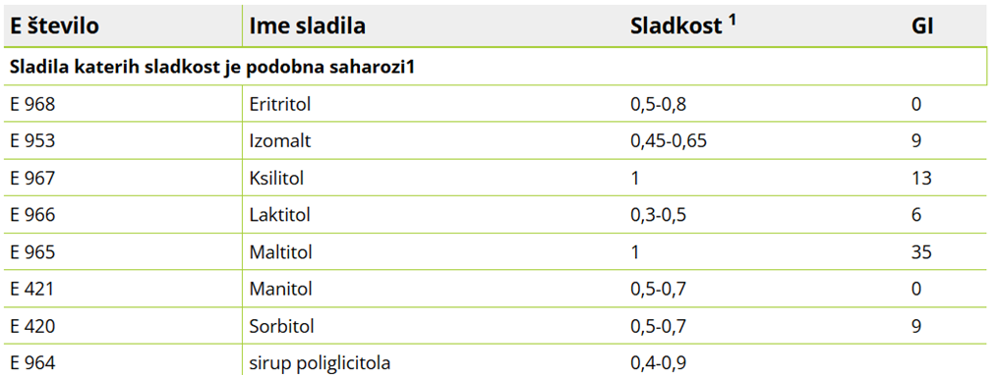 E število Ime sladila Sladkost 1 GI
Sladila katerih sladkost je podobna saharozi1
E 968 Eritritol 0,5-0,8 0
E 953 Izomalt 0,45-0,65 9
E 967 Ksilitol 1 13
E 966 Laktitol 0,3-0,5 6
E 965 Maltitol 1 35
E 421 Manitol 0,5-0,7 0
E 420 Sorbitol 0,5-0,7 9
E 964 sirup poliglicitola 0,4-0,9